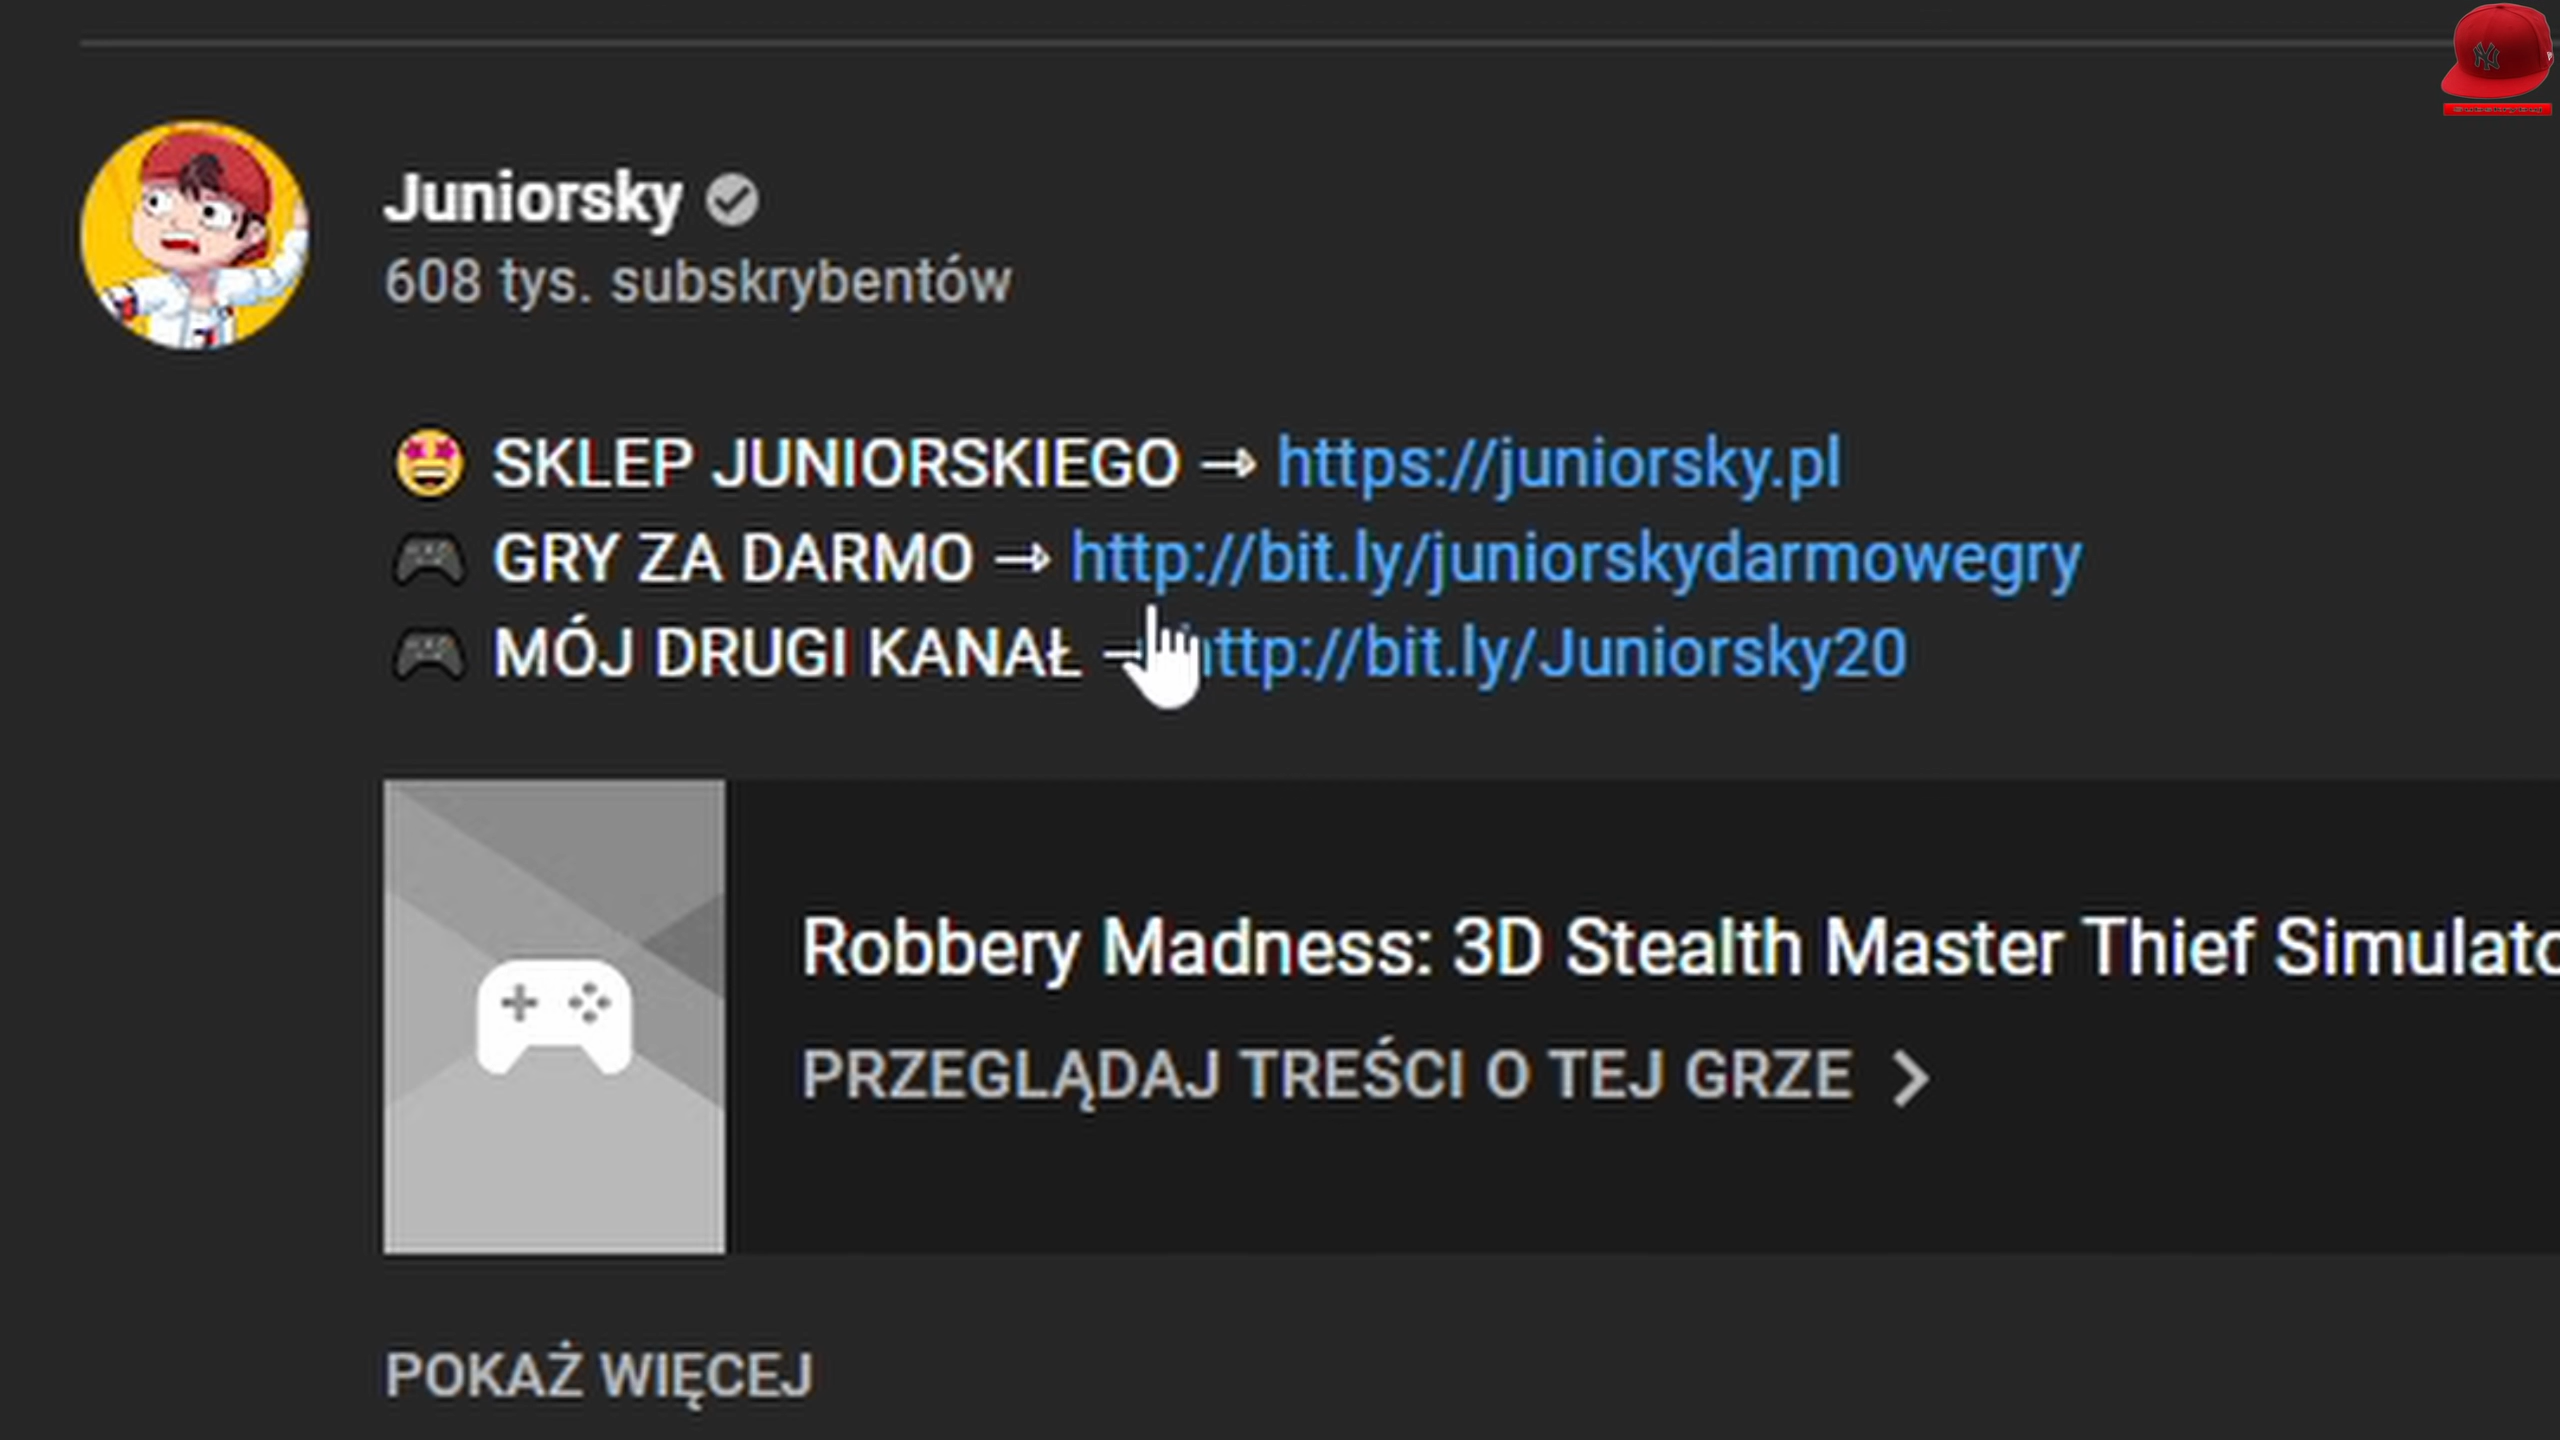 Juniorsky
608 tys. subskrybentów
SKLEP JUNIORSKIEGO → https://juniorsky.pl
GRY ZA DARMO → http://bit.ly/juniorskydarmowegry
MÓJ DRUGI KANAŁ → http://bit.ly/Juniorsky20
Robbery Madness: 3D Stealth Master Thief Simulato
PRZEGLĄDAJ TREŚCI O TEJ GRZE
POKAŻ WIĘCEJ